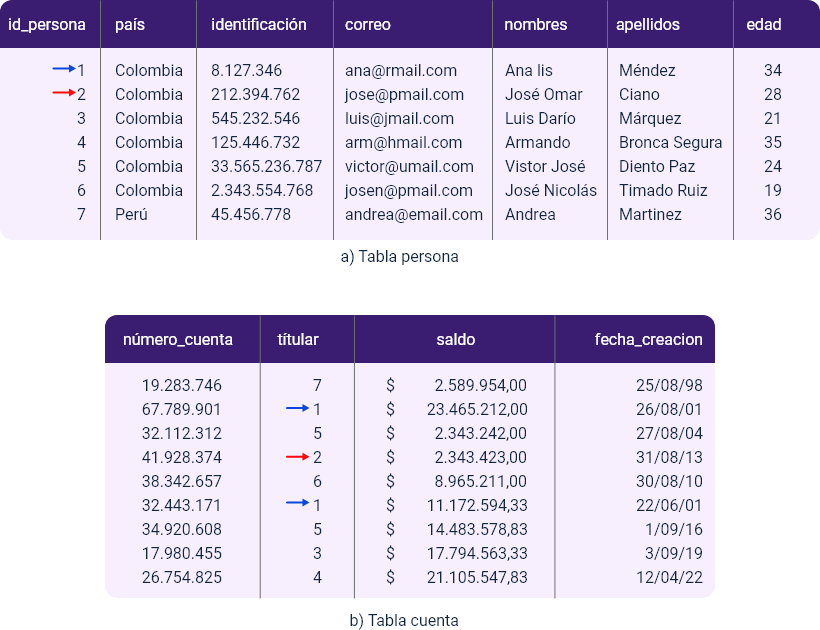 id_persona país identificación correo nombres apellidos edad
1 Colombia 8.127.346 ana@rmail.com Ana lis Méndez 34
2 Colombia 212.394.762 jose@pmail.com José Omar Ciano 28
3 Colombia 545.232.546 luis@jmail.com Luis Darío Márquez 21
4 Colombia 125.446.732 arm@hmail.com Armando Bronca Segura 35
5 Colombia 33.565.236.787 victor@umail.com Vistor José Diento Paz 24
6 Colombia 2.343.554.768 josen@pmail.com José Nicolás Timado Ruiz 19
7 Perú 45.456.778 andrea@email.com Andrea Martinez 36
a) Tabla persona
número_cuenta títular saldo fecha_creacion
19.283.746 7 $ 2.589.954,00 25/08/98
67.789.901 1 $ 23.465.212,00 26/08/01
32.112.312 5 $ 2.343.242,00 27/08/04
41.928.374 2 $ 2.343.423,00 31/08/13
38.342.657 6 $ 8.965.211,00 30/08/10
32.443.171 1 $ 11.172.594,33 22/06/01
34.920.608 5 $ 14.483.578,83 1/09/16
17.980.455 3 $ 17.794.563,33 3/09/19
26.754.825 4 $ 21.105.547,83 12/04/22
b) Tabla cuenta